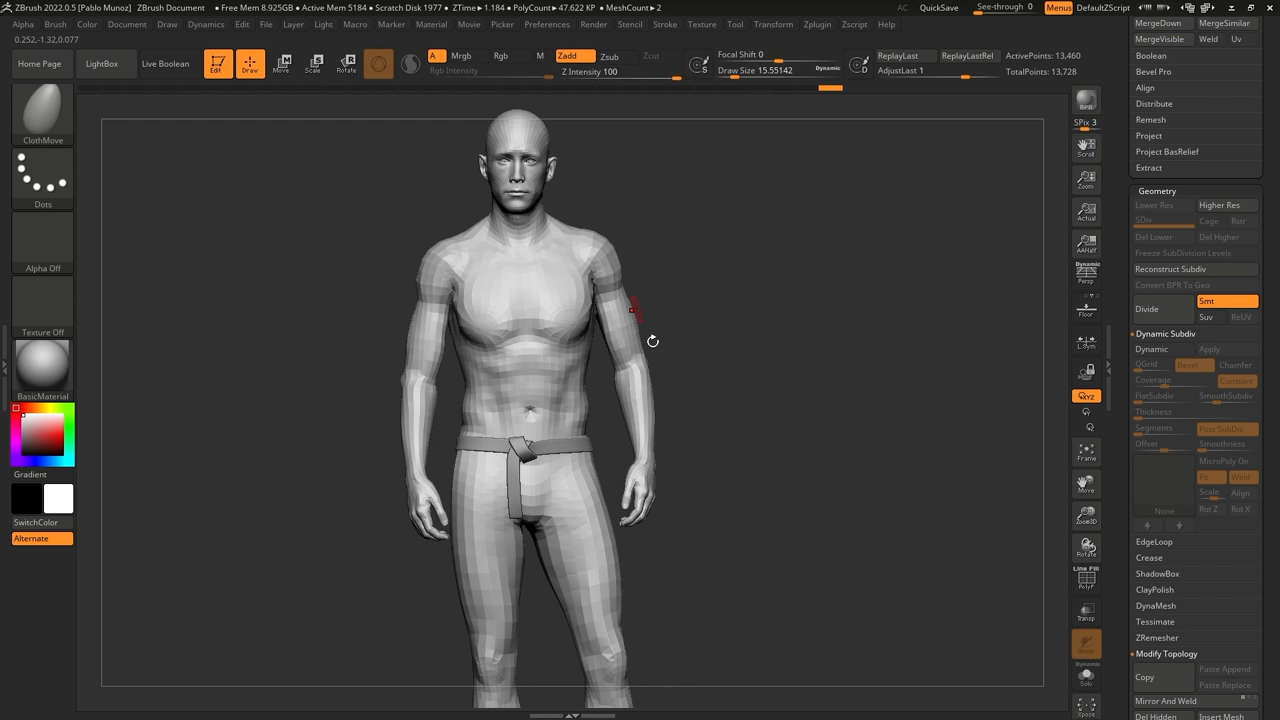 ZBrush 2022.0.5 [Pablo Munoz] ZBrush Document • Free Mem 8.925GB • Active Mem 5184 • Scratch Disk 1977 • ZTime▸1.184 • PolyCount▸47.622 KP • MeshCount▸2
AC QuickSave See-through 0 Menus DefaultZScript
Alpha Brush Color Document Draw Dynamics Edit File Layer Light Macro Marker Material Movie Picker Preferences Render Stencil Stroke Texture Tool Transform Zplugin Zscript Help
0.252,-1.32,0.077
Home Page LightBox Live Boolean Edit Draw Move Scale Rotate
A Mrgb Rgb M Zadd Zsub Zcut
Rgb Intensity Z Intensity 100
S Focal Shift 0
Draw Size 15.55142 Dynamic
D ReplayLast ReplayLastRel ActivePoints: 13,460
AdjustLast 1 TotalPoints: 13,728
ClothMove
Dots
Alpha Off
Texture Off
BasicMaterial
Gradient
SwitchColor
Alternate
BPR
SPix 3
Scroll
Zoom
Actual
AAHalf
Dynamic
Persp
Floor
L.Sym
XYZ
Frame
Move
Zoom3D
Rotate
Line Fill
PolyF
Transp
Ghost
Dynamic
Solo
Xpose
MergeDown MergeSimilar
MergeVisible Weld Uv
Boolean
Bevel Pro
Align
Distribute
Remesh
Project
Project BasRelief
Extract
Geometry
Lower Res Higher Res
SDiv Cage Rstr
Del Lower Del Higher
Freeze SubDivision Levels
Reconstruct Subdiv
Convert BPR To Geo
Divide Smt
Suv ReUV
Dynamic Subdiv
Dynamic Apply
QGrid Bevel Chamfer
Coverage Constant
FlatSubdiv SmoothSubdiv
Thickness
Segments Post SubDiv
Offset Smoothness
MicroPoly On
Fit Weld
Scale Align
None Rot Z Rot X
EdgeLoop
Crease
ShadowBox
ClayPolish
DynaMesh
Tessimate
ZRemesher
Modify Topology
Copy Paste Append
Paste Replace
Mirror And Weld
Del Hidden Insert Mesh